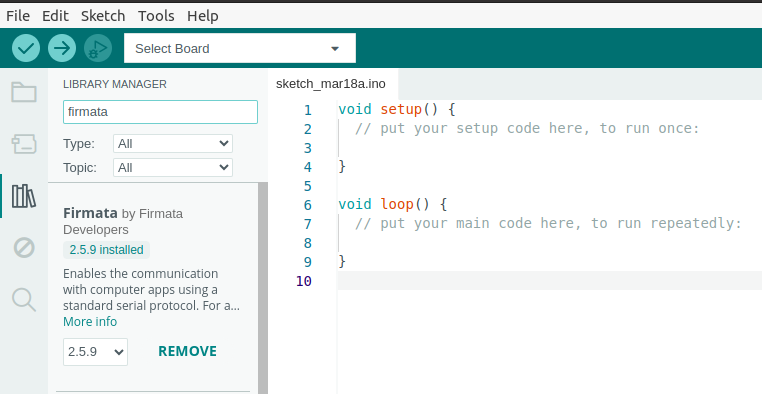 File Edit Sketch Tools Help
Select Board
LIBRARY MANAGER
firmata
Type: All
Topic: All
Firmata by Firmata
Developers
2.5.9 installed
Enables the communication
with computer apps using a
standard serial protocol. For a...
More info
2.5.9 REMOVE
sketch_mar18a.ino
1 void setup() {
2 // put your setup code here, to run once:
3
4 }
5
6 void loop() {
7 // put your main code here, to run repeatedly:
8
9 }
10